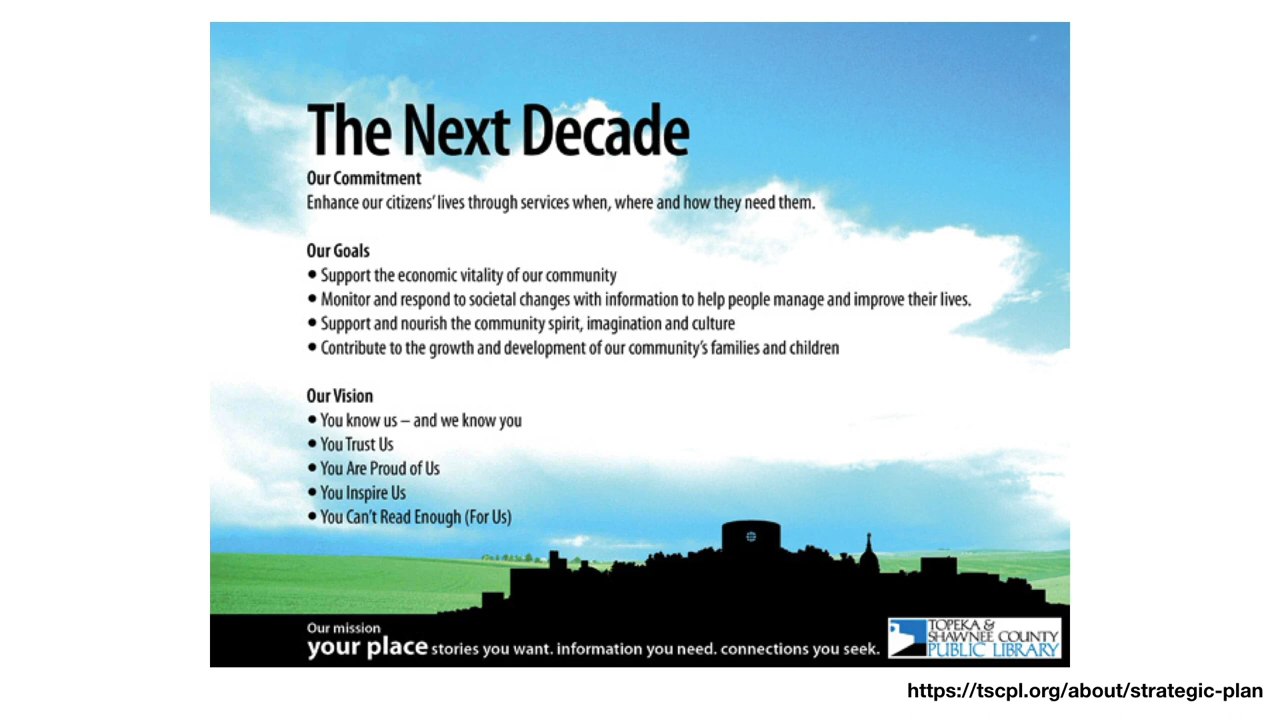 The Next Decade
Our Commitment
Enhance our citizens' lives through services when, where and how they need them.
Our Goals
• Support the economic vitality of our community
• Monitor and respond to societal changes with information to help people manage and improve their lives.
• Support and nourish the community spirit, imagination and culture
• Contribute to the growth and development of our community's families and children
Our Vision
• You know us – and we know you
• You Trust Us
• You Are Proud of Us
• You Inspire Us
• You Can't Read Enough (For Us)
Our mission
your place stories you want. information you need. connections you seek.
TOPEKA &
SHAWNEE COUNTY
PUBLIC LIBRARY
https://tscpl.org/about/strategic-plan